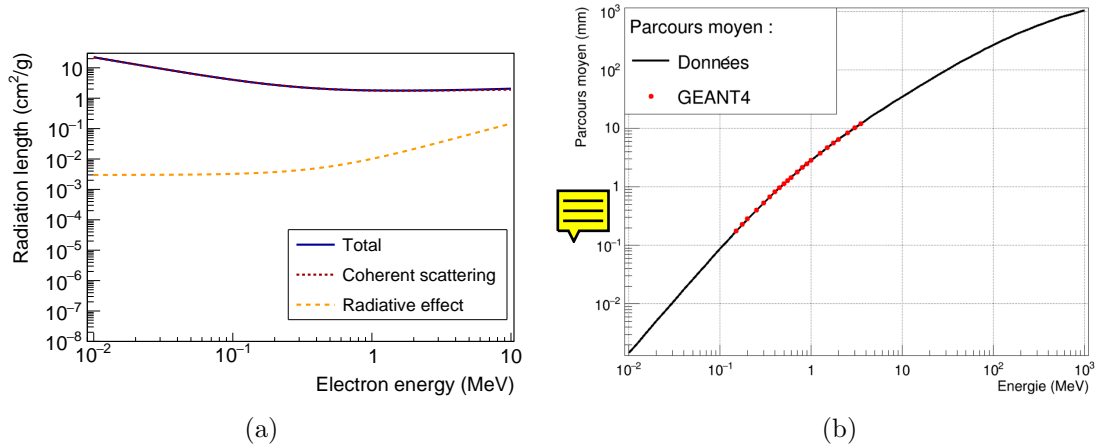 Radiation length (cm²/g)
10
1
10⁻¹
10⁻²
10⁻³
10⁻⁴
10⁻⁵
10⁻⁶
10⁻⁷
10⁻⁸
Total
Coherent scattering
Radiative effect
10⁻² 10⁻¹ 1 10
Electron energy (MeV)
(a)
Parcours moyen (mm)
10³
10²
10
1
10⁻¹
10⁻²
Parcours moyen :
Données
GEANT4
10⁻² 10⁻¹ 1 10 10² 10³
Energie (MeV)
(b)